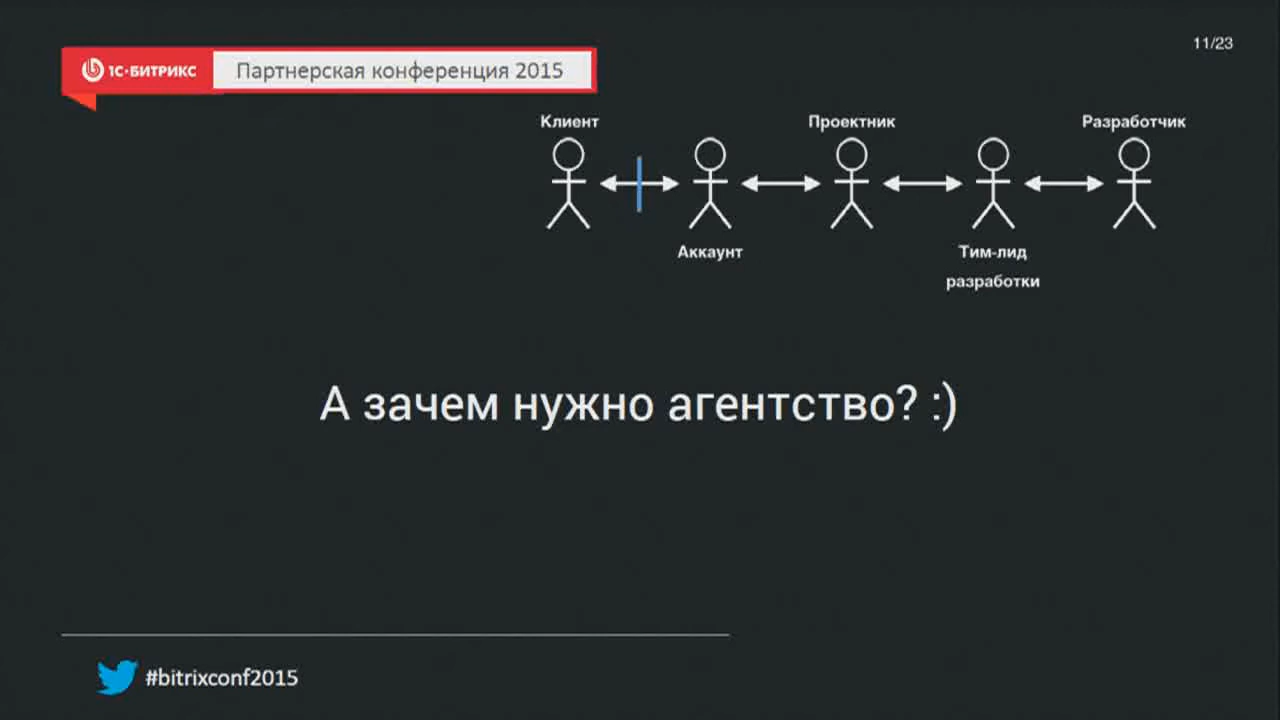 11/23
1С-БИТРИКС
Партнерская конференция 2015
Клиент
Проектник
Разработчик
Аккаунт
Тим-лид
разработки
А зачем нужно агентство? :)
#bitrixconf2015